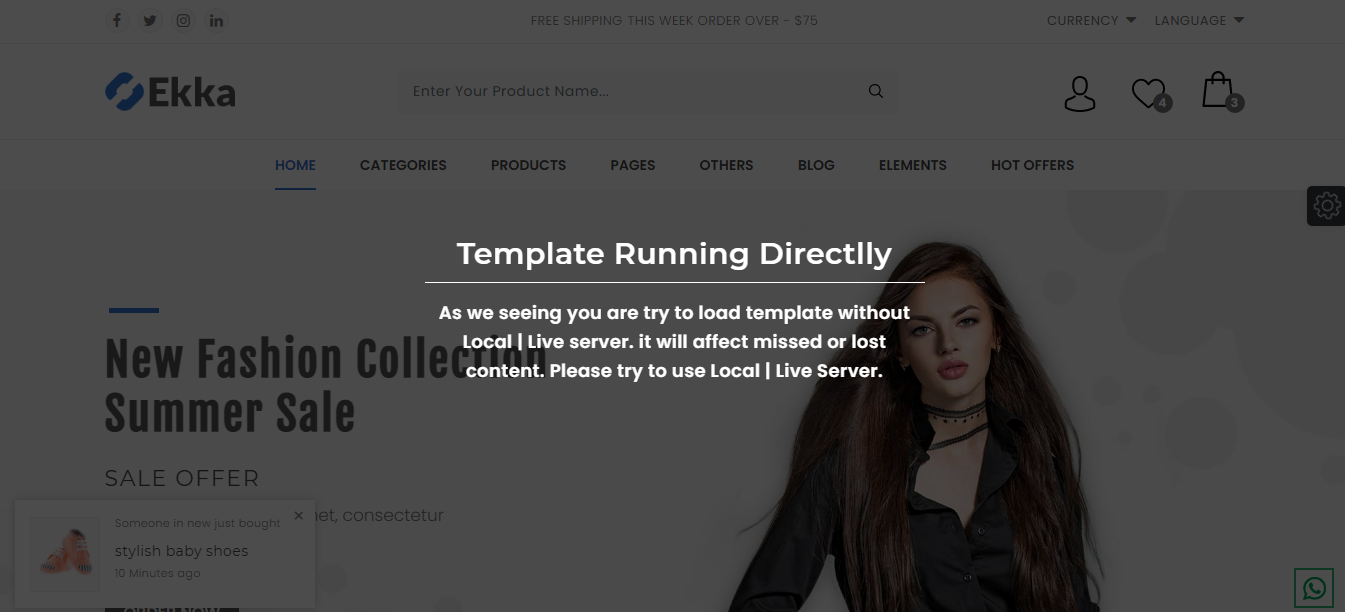 FREE SHIPPING THIS WEEK ORDER OVER - $75
CURRENCY
LANGUAGE
Ekka
Enter Your Product Name...
4
3
HOME
CATEGORIES
PRODUCTS
PAGES
OTHERS
BLOG
ELEMENTS
HOT OFFERS
Template Running Directlly
As we seeing you are try to load template without
Local | Live server. it will affect missed or lost
content. Please try to use Local | Live Server.
New Fashion Collection
Summer Sale
SALE OFFER
consectetur
Someone in new just bought
stylish baby shoes
10 Minutes ago
ORDER NOW